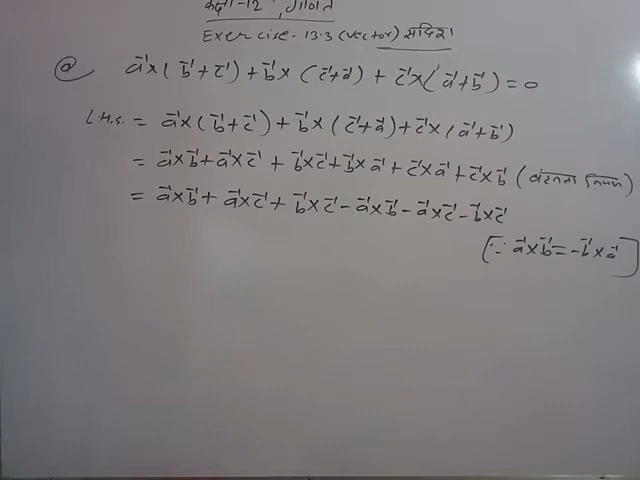 कक्षा-12, गणित
Exercise-13.3 (vector) सदिश
@ a⃗×(b⃗+c⃗)+b⃗×(c⃗+a⃗)+c⃗×(a⃗+b⃗)=0
L.H.S. = a⃗×(b⃗+c⃗)+b⃗×(c⃗+a⃗)+c⃗×(a⃗+b⃗)
= a⃗×b⃗+a⃗×c⃗+b⃗×c⃗+b⃗×a⃗+c⃗×a⃗+c⃗×b⃗ (बंटनता नियम)
= a⃗×b⃗+a⃗×c⃗+b⃗×c⃗-a⃗×b⃗-a⃗×c⃗-b⃗×c⃗
[∵ a⃗×b⃗=-b⃗×a⃗]